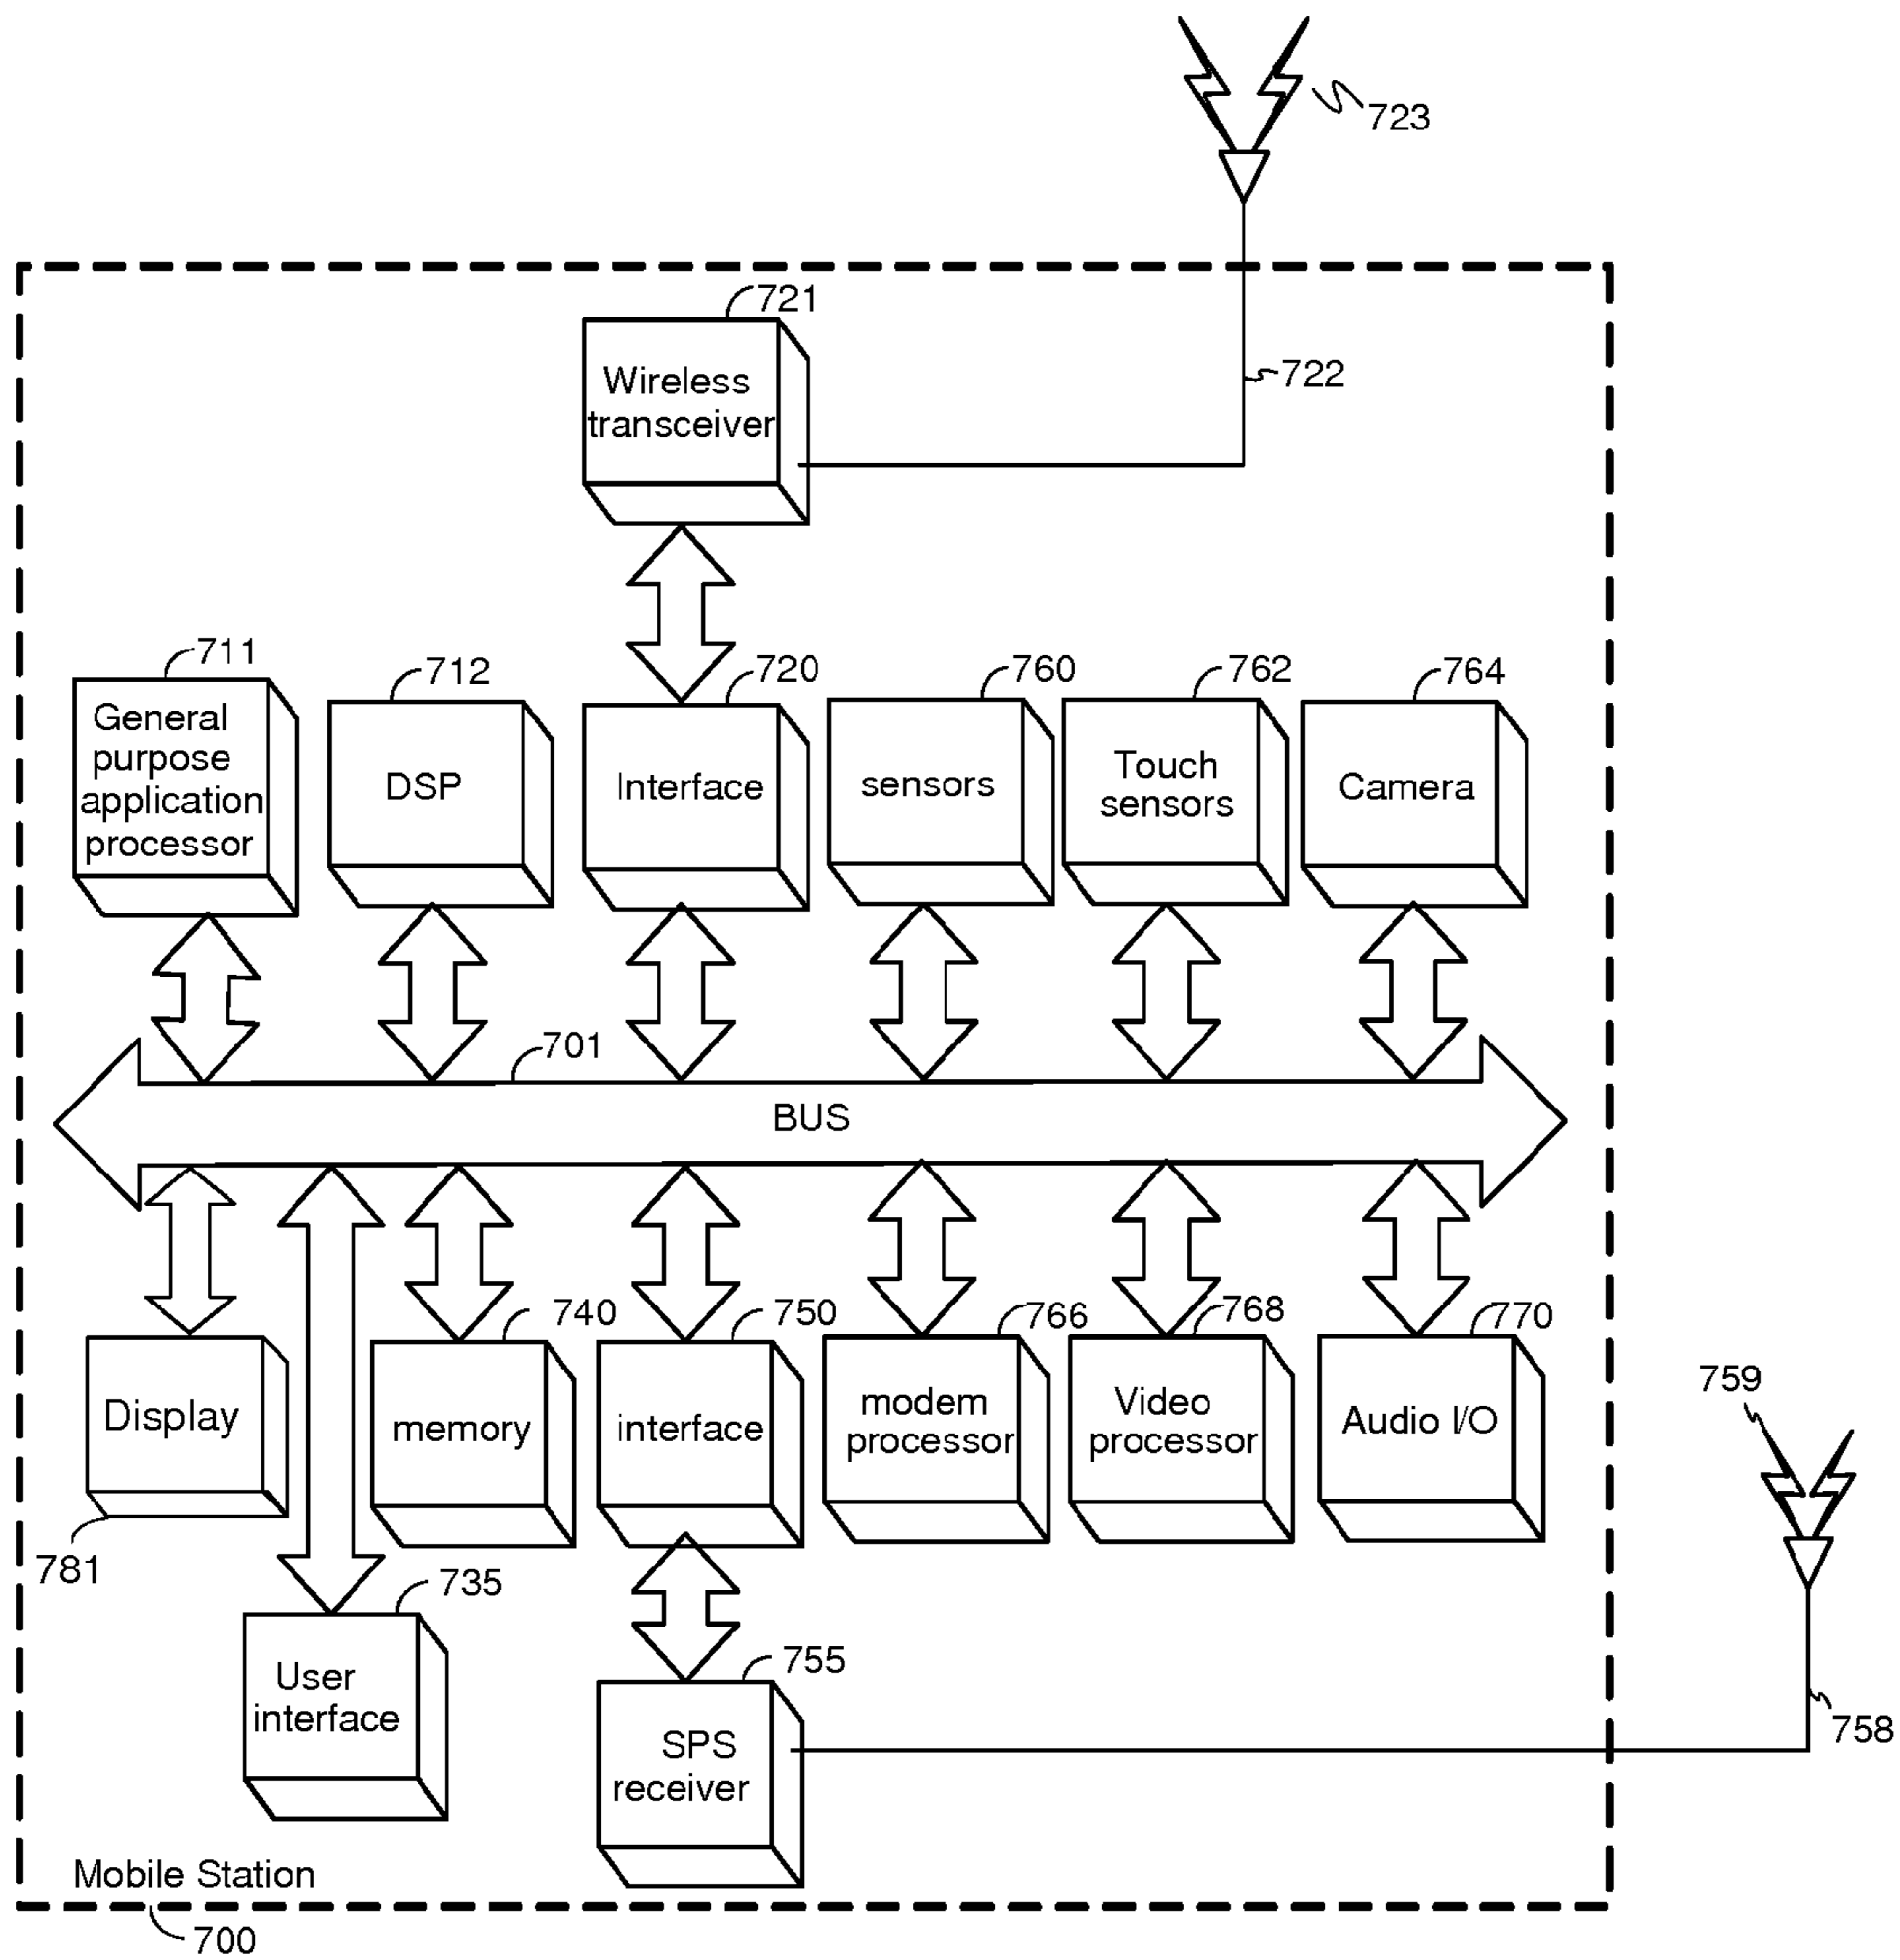 723
721
Wireless
transceiver
722
711
712
720
760
762
764
General
purpose
application
processor
DSP
Interface
sensors
Touch
sensors
Camera
701
BUS
740
750
766
768
770
759
Display
memory
interface
modem
processor
Video
processor
Audio I/O
781
735
User
interface
755
SPS
receiver
758
Mobile Station
700